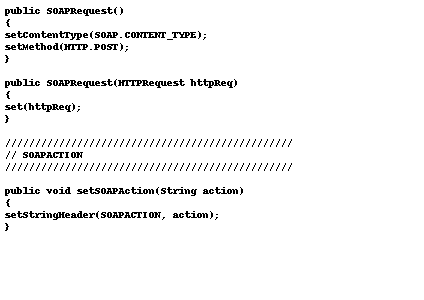 public SOAPRequest()
{
setContentType(SOAP.CONTENT_TYPE);
setMethod(HTTP.POST);
}
public SOAPRequest(HTTPRequest httpReq)
{
set(httpReq);
}
////////////////////////////////////////////////
// SOAPACTION
////////////////////////////////////////////////
public void setSOAPAction(String action)
{
setStringHeader(SOAPACTION, action);
}